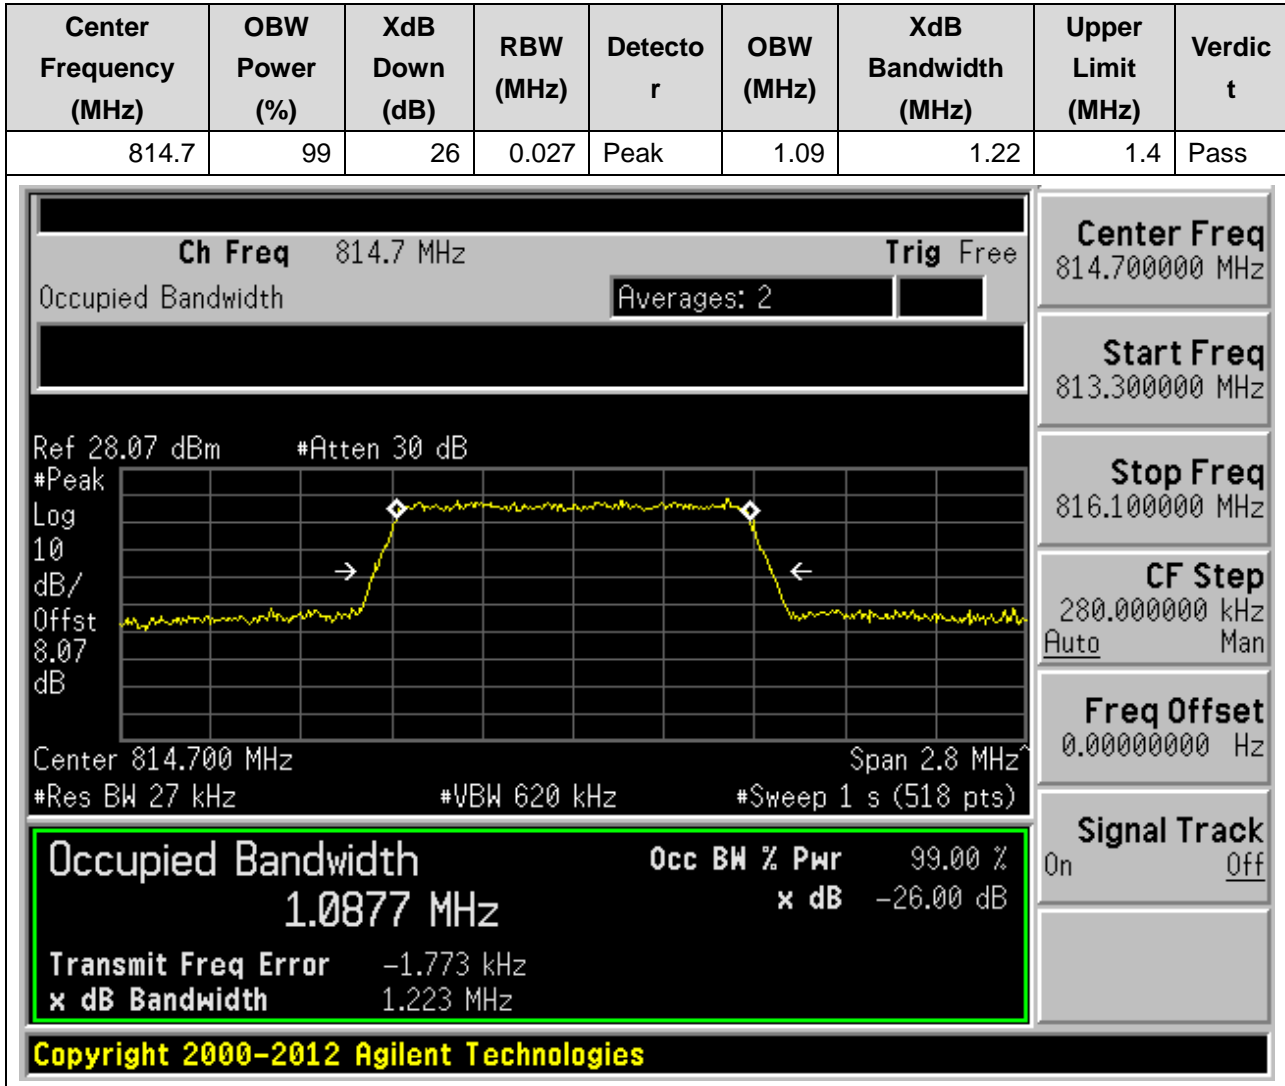 Center Frequency (MHz) | OBW Power (%) | XdB Down (dB) | RBW (MHz) | Detecto r | OBW (MHz) | XdB Bandwidth (MHz) | Upper Limit (MHz) | Verdic t
814.7 | 99 | 26 | 0.027 | Peak | 1.09 | 1.22 | 1.4 | Pass
Ch Freq 814.7 MHz Trig Free
Occupied Bandwidth Averages: 2
Ref 28.07 dBm #Atten 30 dB
#Peak
Log
10
dB/
Offst
8.07
dB
Center 814.700 MHz Span 2.8 MHz^
#Res BW 27 kHz #VBW 620 kHz #Sweep 1 s (518 pts)
Occupied Bandwidth Occ BW % Pwr 99.00 %
1.0877 MHz x dB -26.00 dB
Transmit Freq Error -1.773 kHz
x dB Bandwidth 1.223 MHz
Copyright 2000-2012 Agilent Technologies
Center Freq
814.700000 MHz
Start Freq
813.300000 MHz
Stop Freq
816.100000 MHz
CF Step
280.000000 kHz
Auto Man
Freq Offset
0.00000000 Hz
Signal Track
On Off